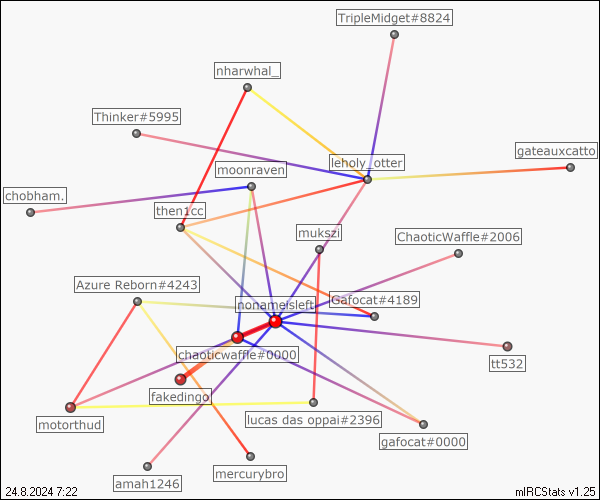 TripleMidget#8824
nharwhal_
Thinker#5995
gateauxcatto
leholy_otter
moonraven
chobham.
then1cc
mukszi
ChaoticWaffle#2006
Azure Reborn#4243
nonameisleft
Gafocat#4189
chaoticwaffle#0000
tt532
fakedingo
lucas das oppai#2396
motorthud
gafocat#0000
mercurybro
amah1246
24.8.2024 7:22
mIRCStats v1.25